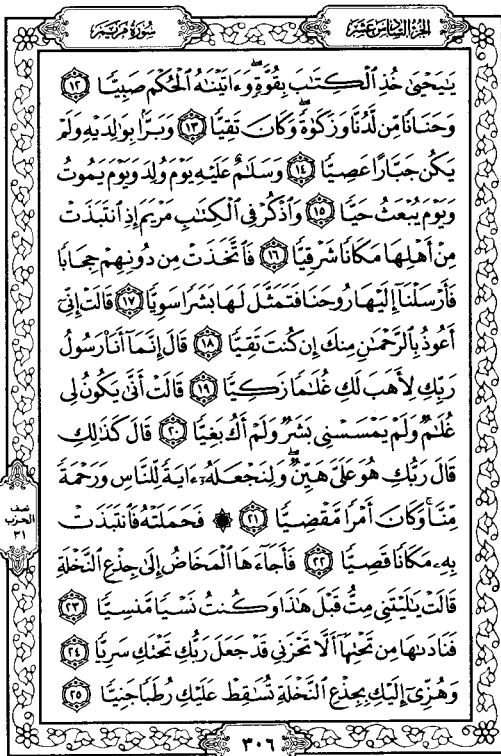 الجزء السادس عشر
سورة مريم
يَٰيَحْيَىٰ خُذِ ٱلْكِتَٰبَ بِقُوَّةٍۖ وَءَاتَيْنَٰهُ ٱلْحُكْمَ صَبِيًّا ١٢
وَحَنَانًا مِّن لَّدُنَّا وَزَكَوٰةًۖ وَكَانَ تَقِيًّا ١٣ وَبَرًّۢا بِوَٰلِدَيْهِ وَلَمْ
يَكُن جَبَّارًا عَصِيًّا ١٤ وَسَلَٰمٌ عَلَيْهِ يَوْمَ وُلِدَ وَيَوْمَ يَمُوتُ
وَيَوْمَ يُبْعَثُ حَيًّا ١٥ وَٱذْكُرْ فِى ٱلْكِتَٰبِ مَرْيَمَ إِذِ ٱنتَبَذَتْ
مِنْ أَهْلِهَا مَكَانًا شَرْقِيًّا ١٦ فَٱتَّخَذَتْ مِن دُونِهِمْ حِجَابًا
فَأَرْسَلْنَآ إِلَيْهَا رُوحَنَا فَتَمَثَّلَ لَهَا بَشَرًا سَوِيًّا ١٧ قَالَتْ إِنِّىٓ
أَعُوذُ بِٱلرَّحْمَٰنِ مِنكَ إِن كُنتَ تَقِيًّا ١٨ قَالَ إِنَّمَآ أَنَا۠ رَسُولُ
رَبِّكِ لِأَهَبَ لَكِ غُلَٰمًا زَكِيًّا ١٩ قَالَتْ أَنَّىٰ يَكُونُ لِى
غُلَٰمٌ وَلَمْ يَمْسَسْنِى بَشَرٌ وَلَمْ أَكُ بَغِيًّا ٢٠ قَالَ كَذَٰلِكِ
قَالَ رَبُّكِ هُوَ عَلَىَّ هَيِّنٌۖ وَلِنَجْعَلَهُۥٓ ءَايَةً لِّلنَّاسِ وَرَحْمَةً
مِّنَّاۚ وَكَانَ أَمْرًا مَّقْضِيًّا ٢١ ۞ فَحَمَلَتْهُ فَٱنتَبَذَتْ
بِهِۦ مَكَانًا قَصِيًّا ٢٢ فَأَجَآءَهَا ٱلْمَخَاضُ إِلَىٰ جِذْعِ ٱلنَّخْلَةِ
قَالَتْ يَٰلَيْتَنِى مِتُّ قَبْلَ هَٰذَا وَكُنتُ نَسْيًا مَّنسِيًّا ٢٣
فَنَادَىٰهَا مِن تَحْتِهَآ أَلَّا تَحْزَنِى قَدْ جَعَلَ رَبُّكِ تَحْتَكِ سَرِيًّا ٢٤
وَهُزِّىٓ إِلَيْكِ بِجِذْعِ ٱلنَّخْلَةِ تُسَٰقِطْ عَلَيْكِ رُطَبًا جَنِيًّا ٢٥
نصف
الحزب
٣١
٣٠٦